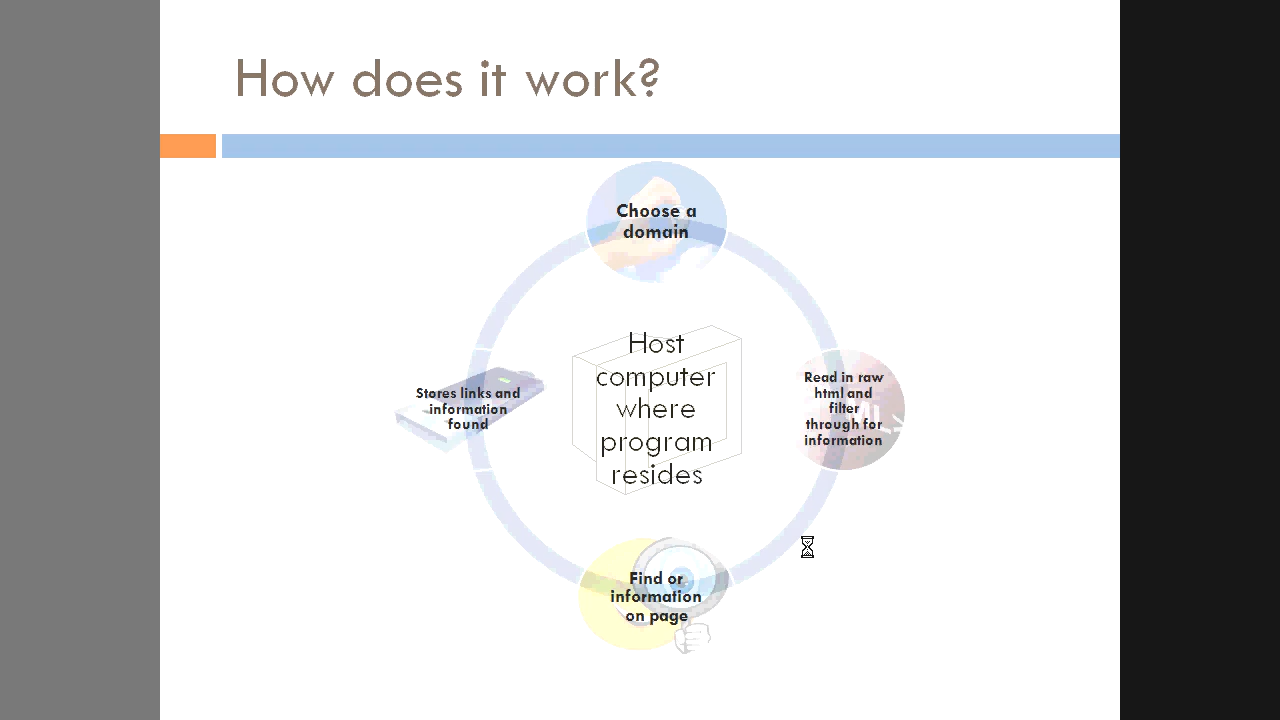 How does it work?
Choose a
domain
Host
computer
where
program
resides
Read in raw
html and
filter
through for
information
Find or
information
on page
Stores links and
information
found